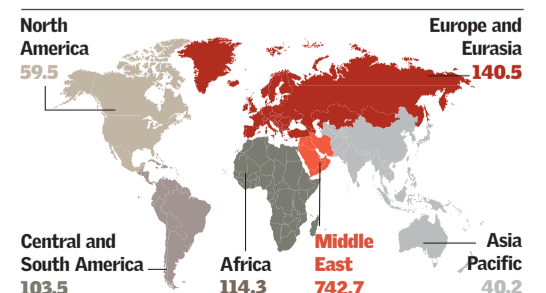 North
America
59.5
Europe and
Eurasia
140.5
Central and
South America
103.5
Africa
114.3
Middle
East
742.7
Asia
Pacific
40.2